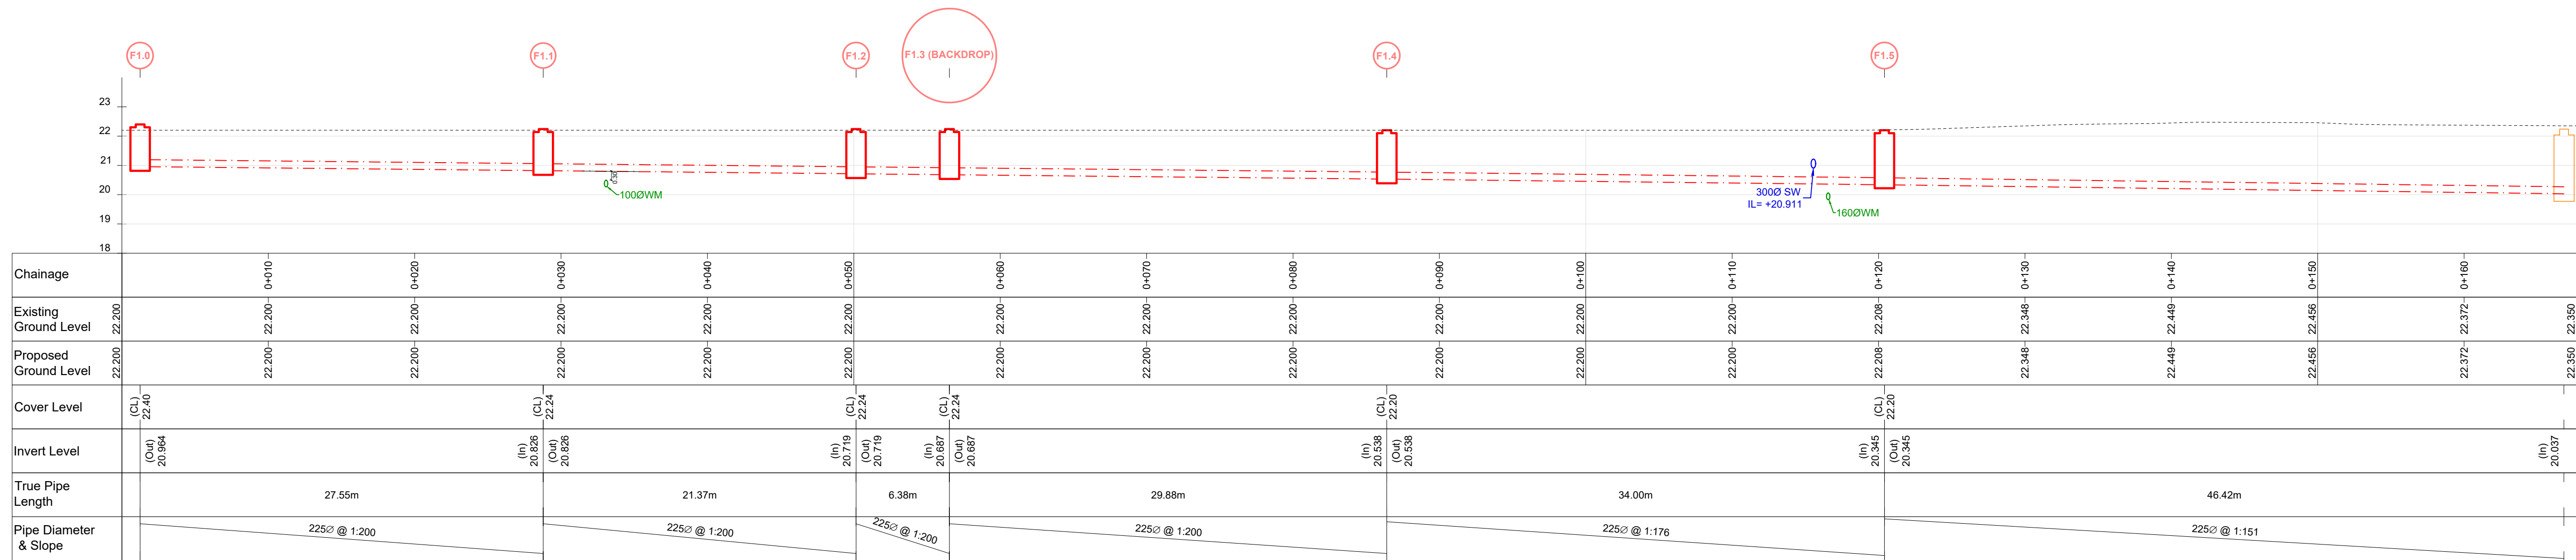 F1.0
F1.1
F1.2
F1.3 (BACKDROP)
F1.4
F1.5
23
22
21
20
19
18
100ØWM
300Ø SW
IL= +20.911
160ØWM
Chainage
0+010
0+020
0+030
0+040
0+050
0+060
0+070
0+080
0+090
0+100
0+110
0+120
0+130
0+140
0+150
0+160
Existing
Ground Level
22.200
22.200
22.200
22.200
22.200
22.200
22.200
22.200
22.200
22.200
22.200
22.200
22.208
22.348
22.449
22.456
22.372
22.350
Proposed
Ground Level
22.200
22.200
22.200
22.200
22.200
22.200
22.200
22.200
22.200
22.200
22.200
22.200
22.208
22.348
22.449
22.456
22.372
22.350
Cover Level
(CL)
22.40
(CL)
22.24
(CL)
22.24
(CL)
22.24
(CL)
22.20
(CL)
22.20
Invert Level
(Out)
20.964
(In)
20.826
(Out)
20.826
(In)
20.719
(Out)
20.719
(In)
20.687
(Out)
20.687
(In)
20.538
(Out)
20.538
(In)
20.345
(Out)
20.345
(In)
20.037
True Pipe
Length
27.55m
21.37m
6.38m
29.88m
34.00m
46.42m
Pipe Diameter
& Slope
225∅ @ 1:200
225∅ @ 1:200
225∅ @ 1:200
225∅ @ 1:200
225∅ @ 1:176
225∅ @ 1:151